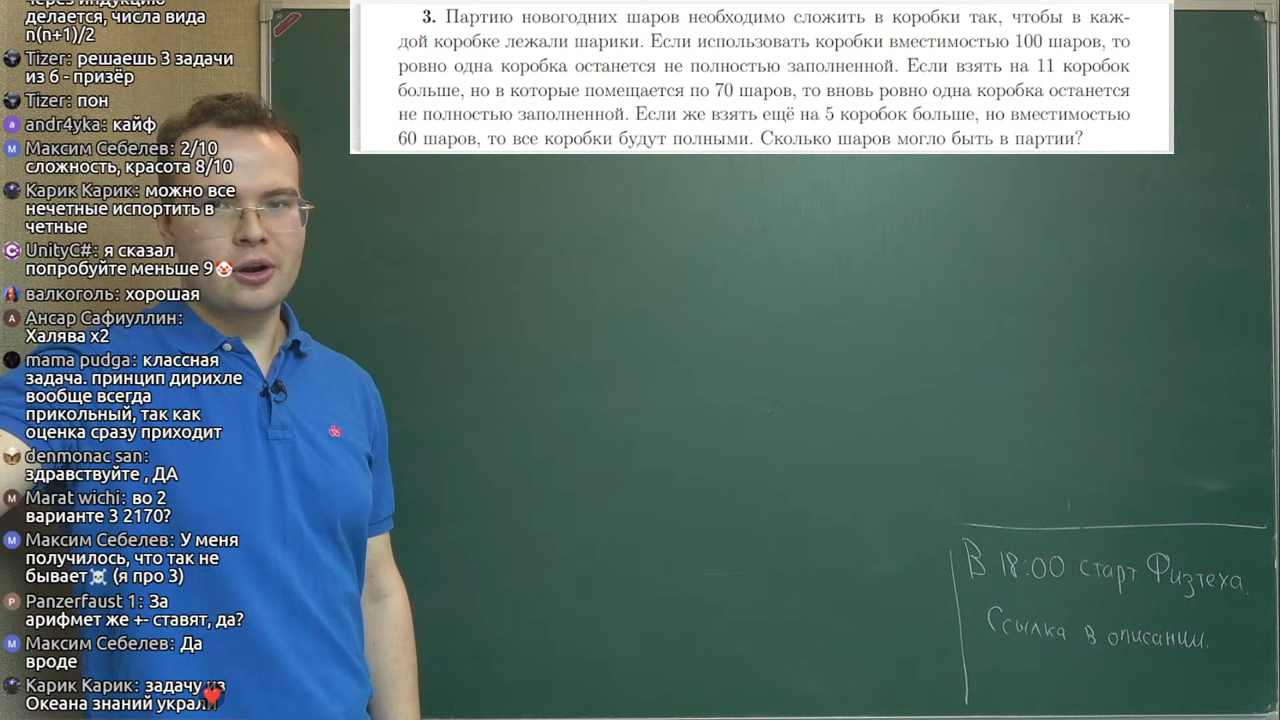 через индукцию
делается, числа вида
n(n+1)/2
Tizer: решаешь 3 задачи
из 6 - призёр
Tizer: пон
andr4yka: кайф
Максим Себелев: 2/10
сложность, красота 8/10
Карик Карик: можно все
нечетные испортить в
четные
UnityC#: я сказал
попробуйте меньше 9🤡
валкоголь: хорошая
Ансар Сафиуллин:
Халява х2
mama pudga: классная
задача. принцип дирихле
вообще всегда
прикольный, так как
оценка сразу приходит
denmonac san:
здравствуйте , ДА
Marat wichi: во 2
варианте 3 2170?
Максим Себелев: У меня
получилось, что так не
бывает☠️ (я про 3)
Panzerfaust 1: За
арифмет же +- ставят, да?
Максим Себелев: Да
вроде
Карик Карик: задачу из
Океана знаний украли
3. Партию новогодних шаров необходимо сложить в коробки так, чтобы в каж-
дой коробке лежали шарики. Если использовать коробки вместимостью 100 шаров, то
ровно одна коробка останется не полностью заполненной. Если взять на 11 коробок
больше, но в которые помещается по 70 шаров, то вновь ровно одна коробка останется
не полностью заполненной. Если же взять ещё на 5 коробок больше, но вместимостью
60 шаров, то все коробки будут полными. Сколько шаров могло быть в партии?
В 18:00 старт Физтеха.
Ссылка в описании.